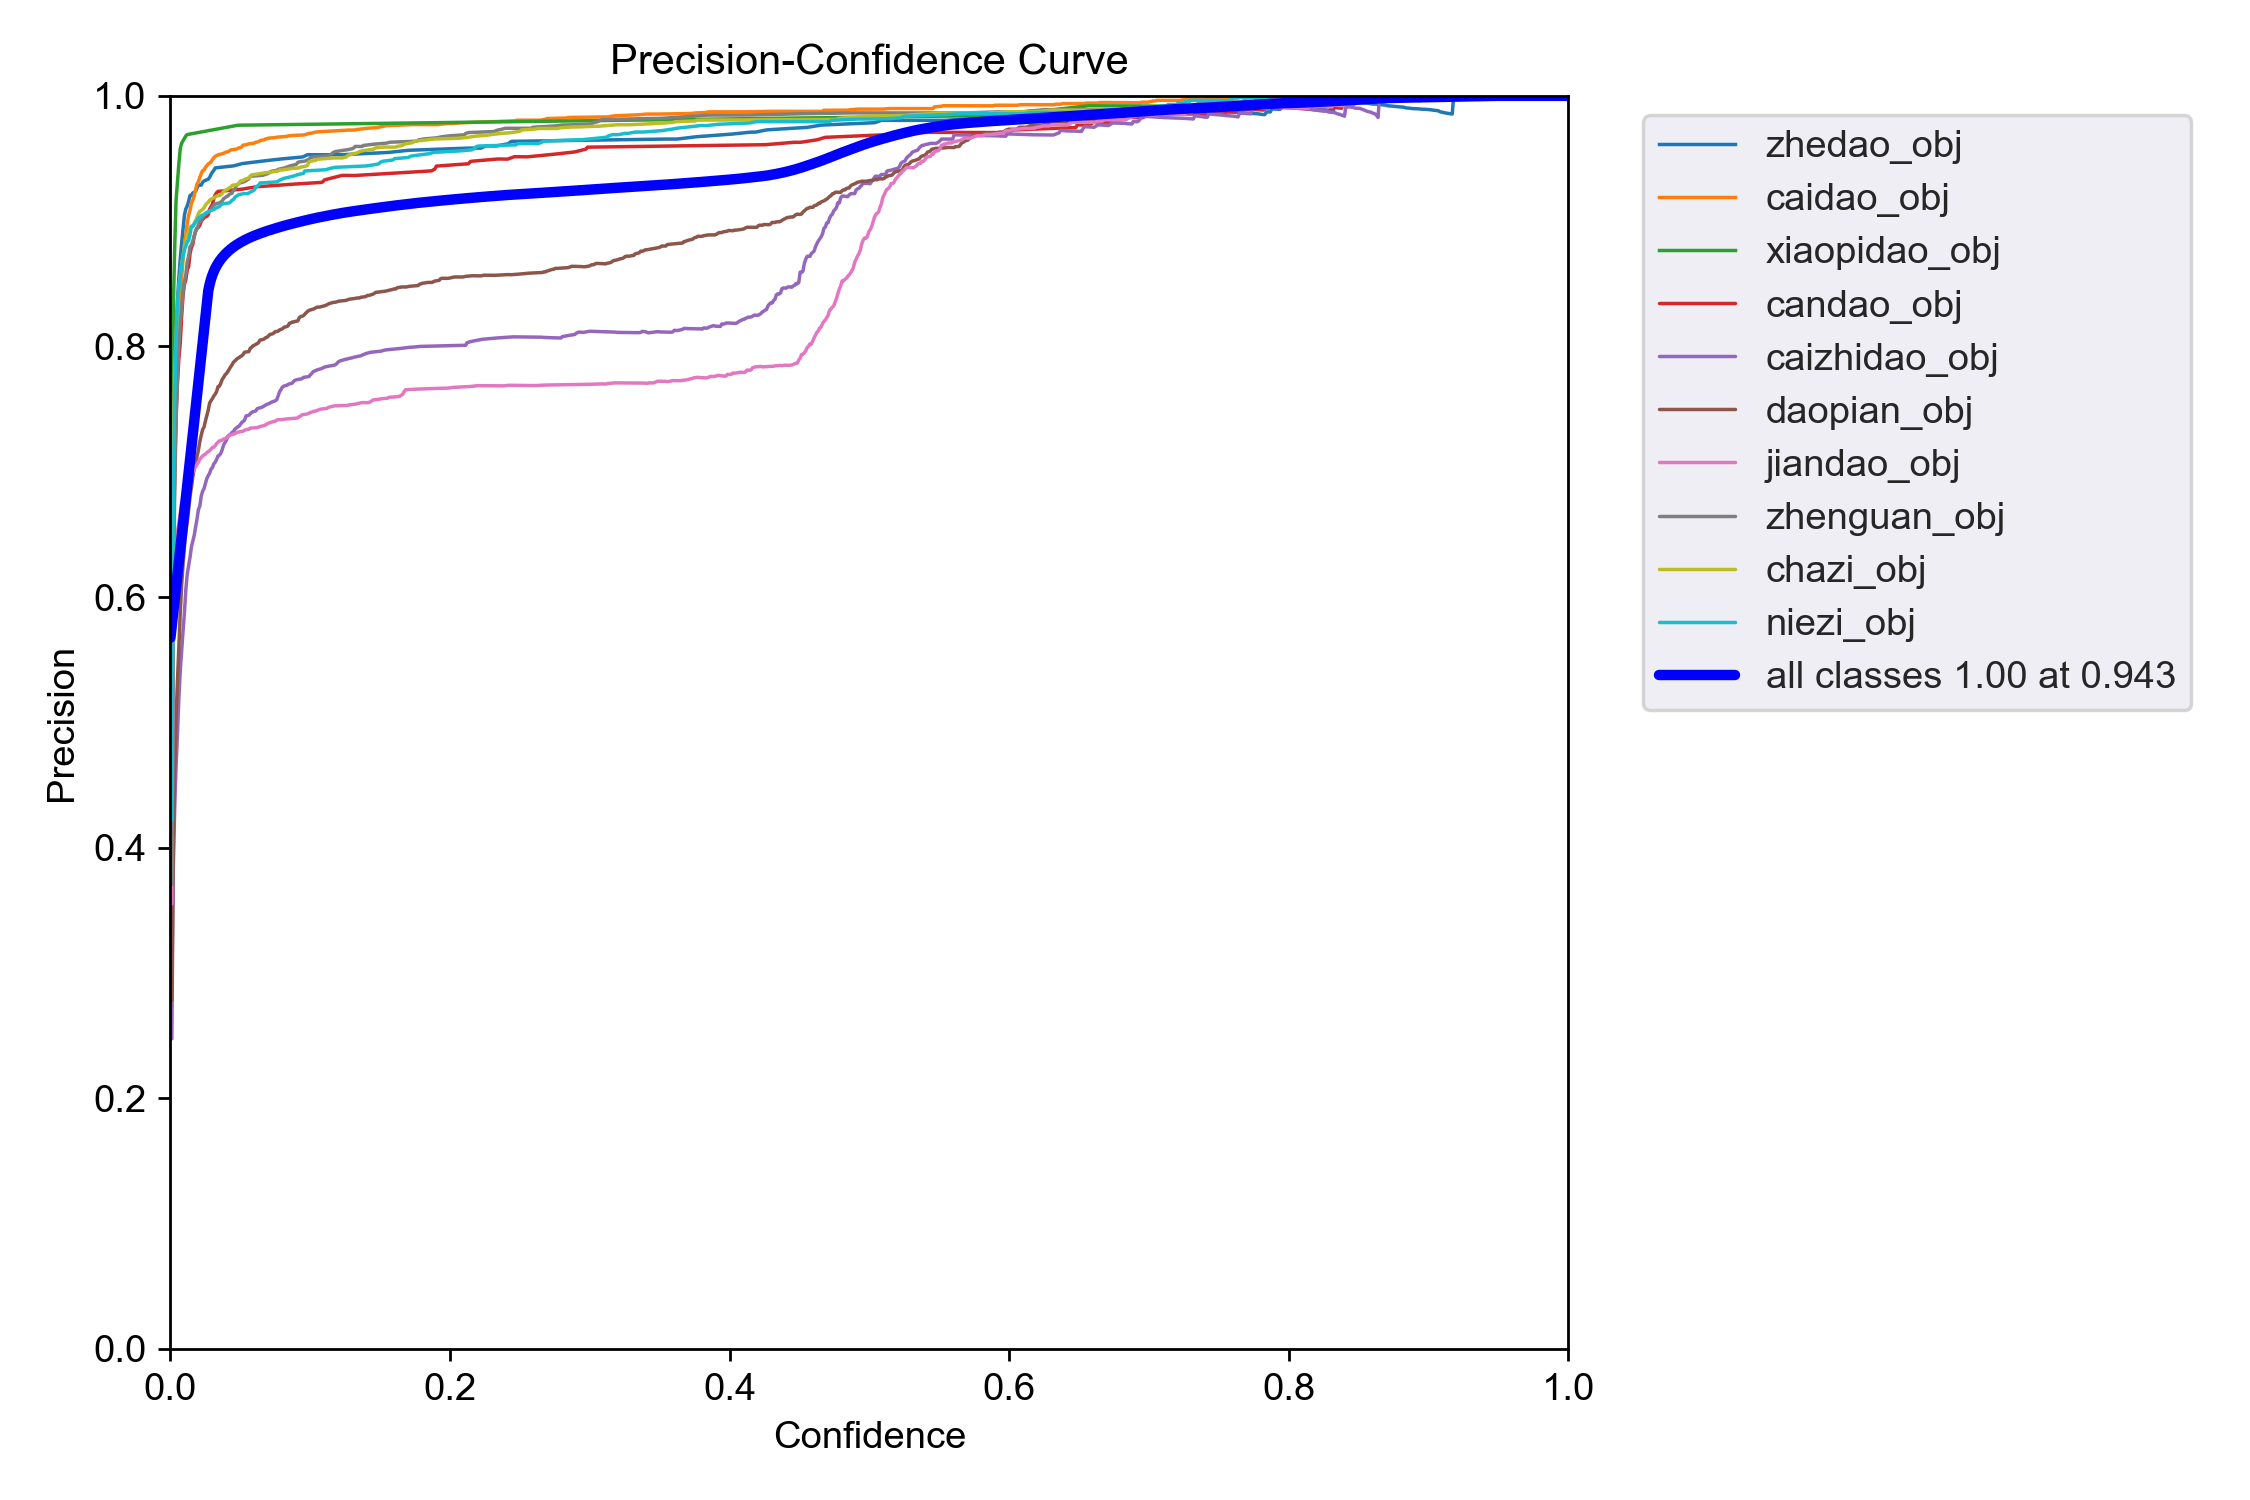 Precision-Confidence Curve
1.0
0.8
0.6
0.4
0.2
0.0
Precision
0.0 0.2 0.4 0.6 0.8 1.0
Confidence
zhedao_obj
caidao_obj
xiaopidao_obj
candao_obj
caizhidao_obj
daopian_obj
jiandao_obj
zhenguan_obj
chazi_obj
niezi_obj
all classes 1.00 at 0.943